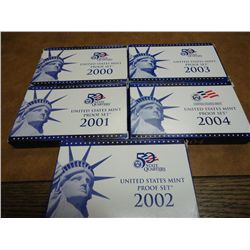 50
STATE QUARTERS
UNITED STATES MINT
PROOF SET
2000
50
STATE QUARTERS
UNITED STATES MINT
PROOF SET
2003
50
STATE QUARTERS
UNITED STATES MINT
PROOF SET
2001
UNITED STATES MINT
PROOF SET
2004
50
STATE QUARTERS
UNITED STATES MINT
PROOF SET®
2002